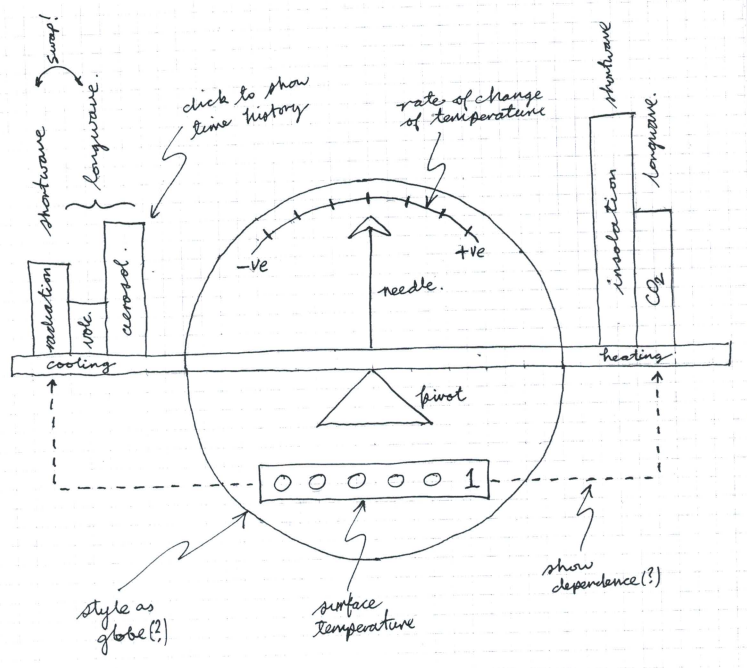 swap!
shortwave
longwave.
click to show
time history
rate of change
of temperature
shortwave
longwave.
-ve
+ve
needle.
radiation
volc.
aerosol.
insolation
CO2
cooling
heating
pivot
0 0 0 0 0 1
style as
globe(?)
surface
temperature
show
dependence(?)